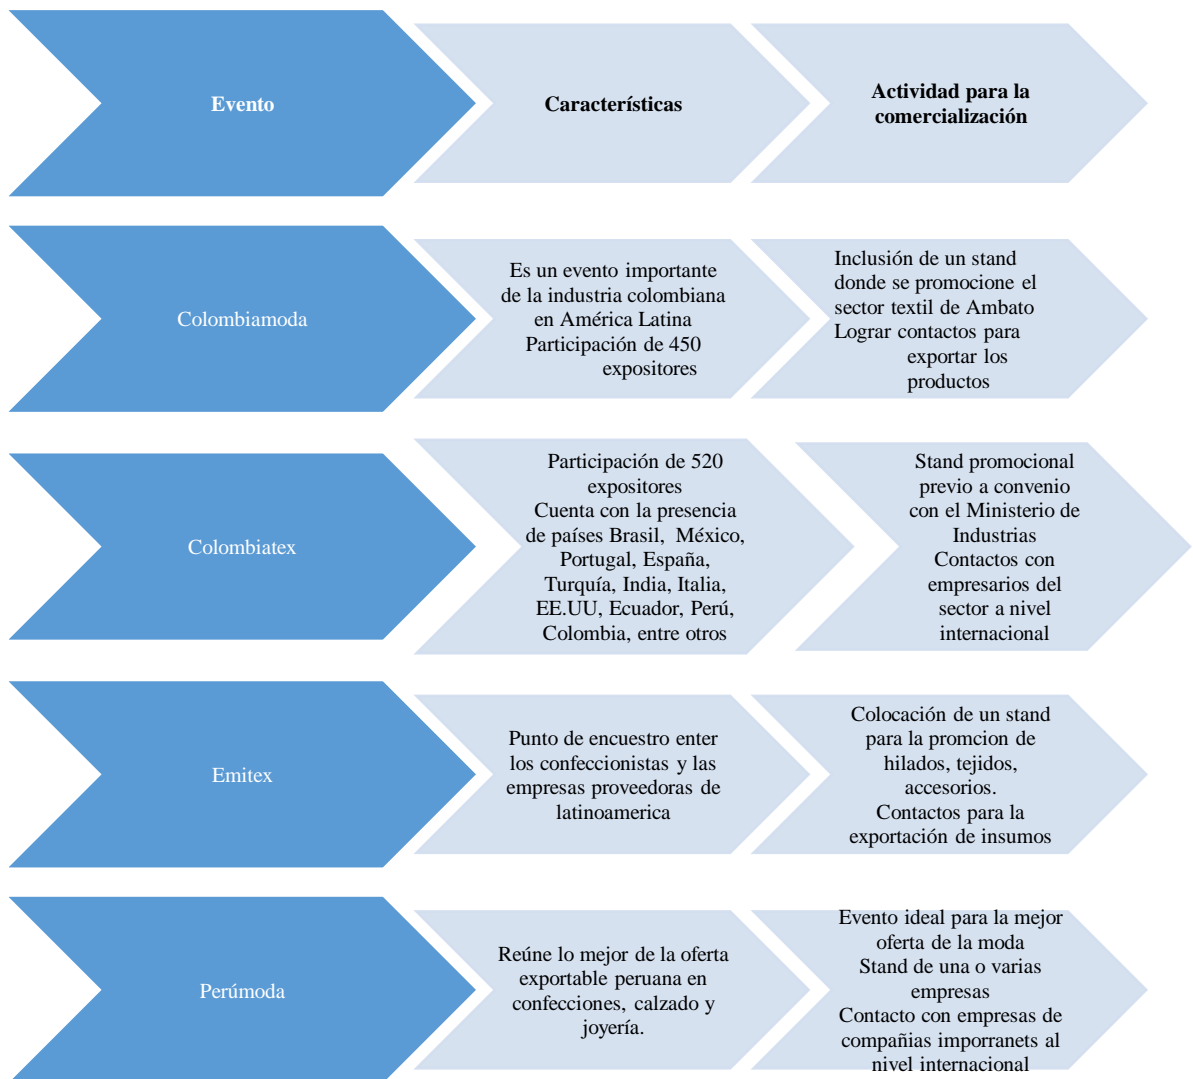 Evento
Características
Actividad para la
comercialización
Colombiamoda
Es un evento importante
de la industria colombiana
en América Latina
Participación de 450
expositores
Inclusión de un stand
donde se promocione el
sector textil de Ambato
Lograr contactos para
exportar los
productos
Colombiatex
Participación de 520
expositores
Cuenta con la presencia
de países Brasil, México,
Portugal, España,
Turquía, India, Italia,
EE.UU, Ecuador, Perú,
Colombia, entre otros
Stand promocional
previo a convenio
con el Ministerio de
Industrias
Contactos con
empresarios del
sector a nivel
internacional
Emitex
Punto de encuestro enter
los confeccionistas y las
empresas proveedoras de
latinoamerica
Colocación de un stand
para la promcion de
hilados, tejidos,
accesorios.
Contactos para la
exportación de insumos
Perúmoda
Reúne lo mejor de la oferta
exportable peruana en
confecciones, calzado y
joyería.
Evento ideal para la mejor
oferta de la moda
Stand de una o varias
empresas
Contacto con empresas de
compañias imporranets al
nivel internacional